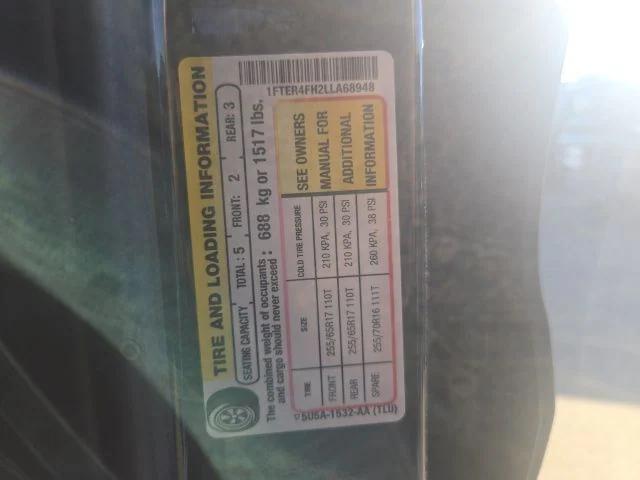 TIRE AND LOADING INFORMATION
SEATING CAPACITY TOTAL: 5 FRONT: 2 REAR: 3
The combined weight of occupants and cargo should never exceed: 688 kg or 1517 lbs.
TIRE SIZE COLD TIRE PRESSURE
FRONT 255/65R17 110T 210 KPA, 30 PSI
REAR 255/65R17 110T 210 KPA, 30 PSI
SPARE 255/70R16 111T 260 KPA, 38 PSI
SEE OWNERS
MANUAL FOR
ADDITIONAL
INFORMATION
5U5A-1532-AA (TLU)
1FTER4FH2LLA68948